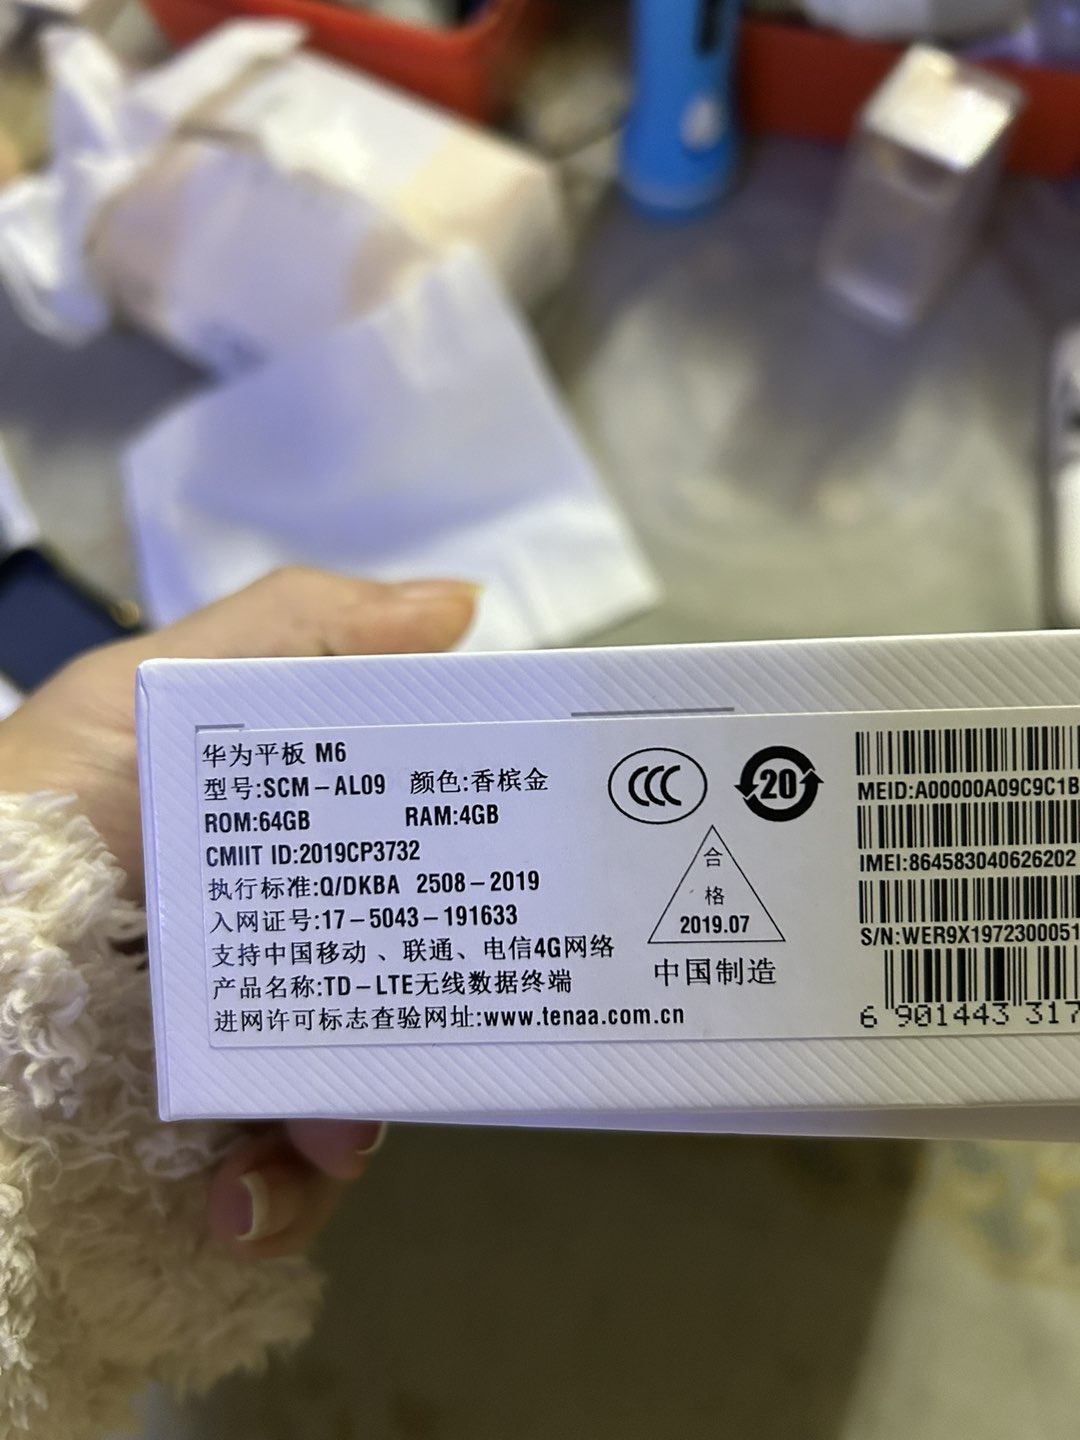 华为平板 M6
型号:SCM-AL09 颜色:香槟金
ROM:64GB RAM:4GB
CMIIT ID:2019CP3732
执行标准:Q/DKBA 2508-2019
入网证号:17-5043-191633
支持中国移动、联通、电信4G网络
产品名称:TD-LTE无线数据终端
进网许可标志查验网址:www.tenaa.com.cn
CCC
20
合
格
2019.07
中国制造
MEID:A00000A09C9C1B
IMEI:864583040626202
S/N:WER9X1972300051
6 901443 317